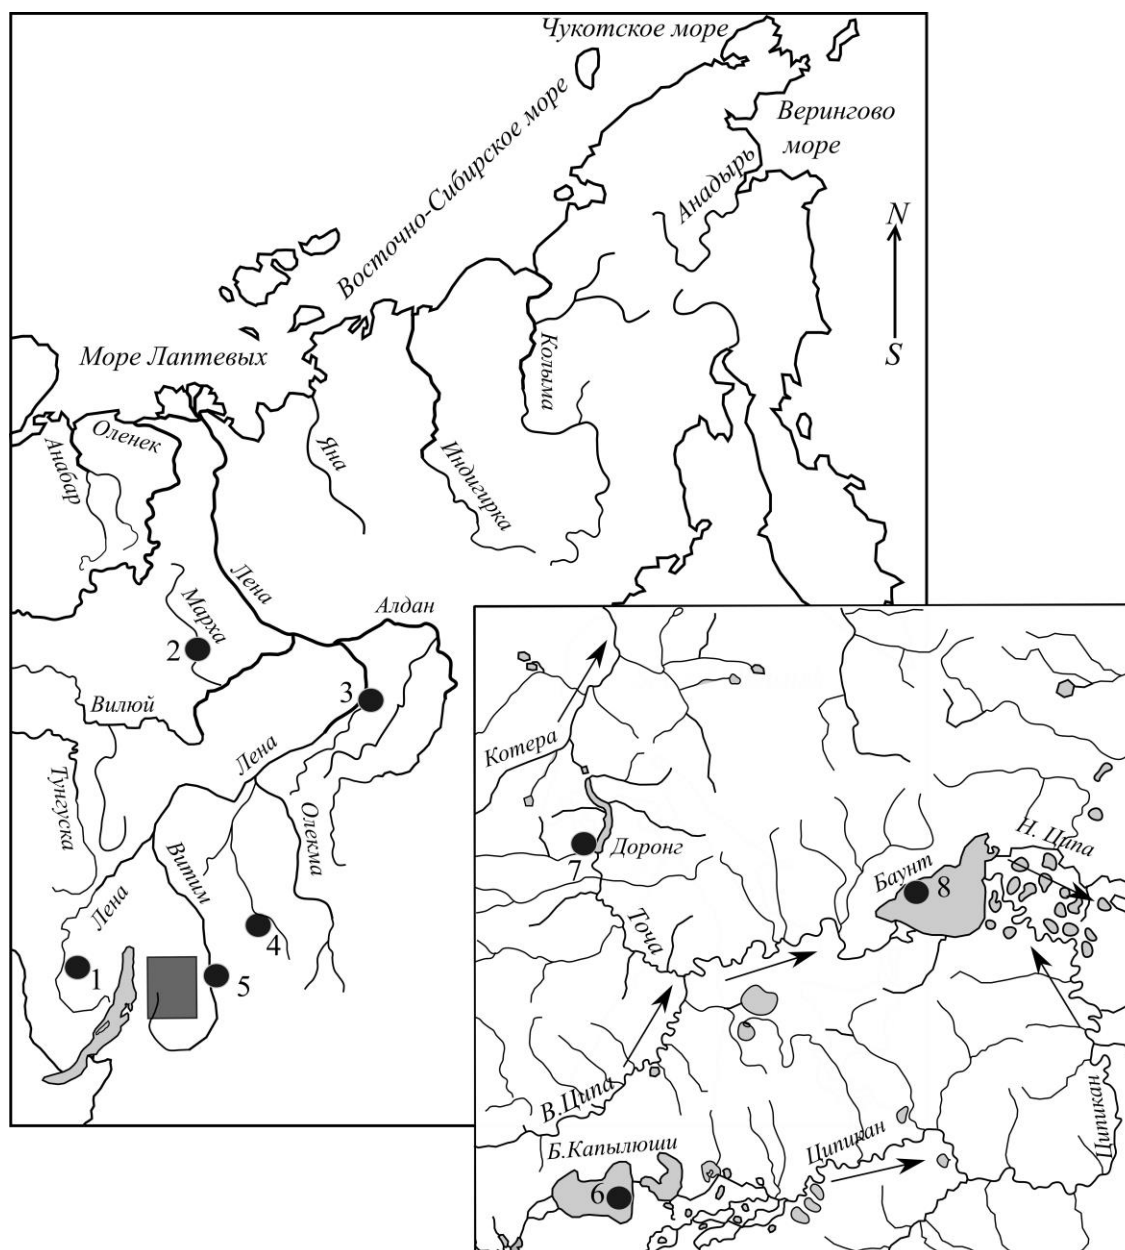 Чукотское море
Верингово
море
Восточно-Сибирское море
Анадырь
N
S
Море Лаптевых
Колыма
Оленек
Анабар
Яна
Индигирка
Лена
Марха
Алдан
2
3
Вилюй
Лена
Тунгуска
Олекма
Витим
Лена
4
1
5
Котера
7
Доронг
Н. Ципа
Баунт
8
Точа
В.Ципа
Б.Капылюши
Ципикан
Ципикан
6